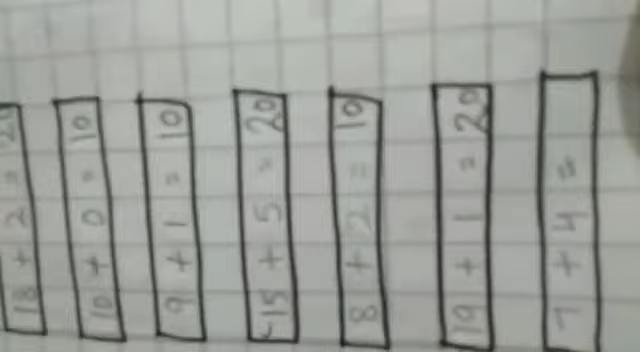 18 + 2 = 20
10 + 0 = 10
9 + 1 = 10
15 + 5 = 20
8 + 2 = 10
19 + 1 = 20
7 + 4 =